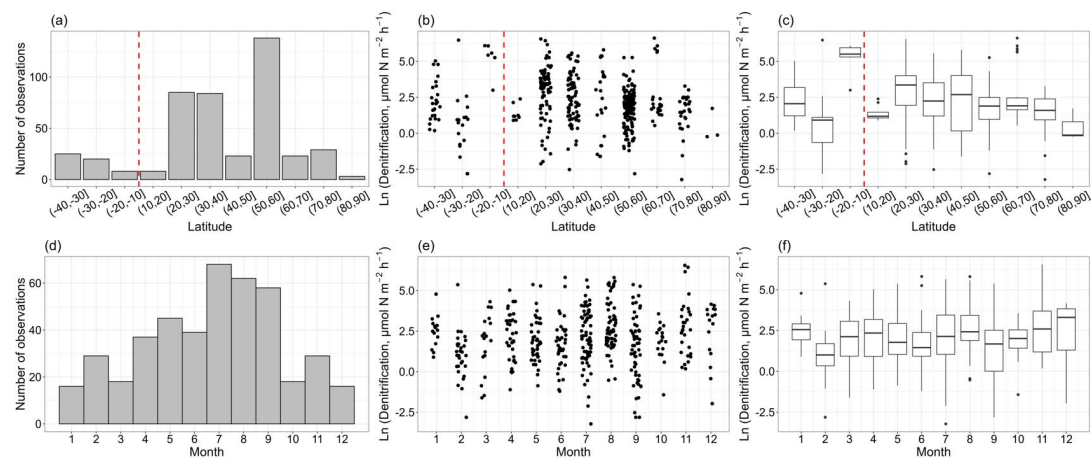 (a)
Number of observations
100
50
0
(-40,-30]
(-30,-20]
(-20,-10]
(10,20]
(20,30]
(30,40]
(40,50]
(50,60]
(60,70]
(70,80]
(80,90]
Latitude
(b)
Ln (Denitrification, μmol N m⁻² h⁻¹)
5.0
2.5
0.0
-2.5
(-40,-30]
(-30,-20]
(-20,-10]
(10,20]
(20,30]
(30,40]
(40,50]
(50,60]
(60,70]
(70,80]
(80,90]
Latitude
(c)
Ln (Denitrification, μmol N m⁻² h⁻¹)
5.0
2.5
0.0
-2.5
(-40,-30]
(-30,-20]
(-20,-10]
(10,20]
(20,30]
(30,40]
(40,50]
(50,60]
(60,70]
(70,80]
(80,90]
Latitude
(d)
Number of observations
60
40
20
0
1 2 3 4 5 6 7 8 9 10 11 12
Month
(e)
Ln (Denitrification, μmol N m⁻² h⁻¹)
5.0
2.5
0.0
-2.5
1 2 3 4 5 6 7 8 9 10 11 12
Month
(f)
Ln (Denitrification, μmol N m⁻² h⁻¹)
5.0
2.5
0.0
-2.5
1 2 3 4 5 6 7 8 9 10 11 12
Month